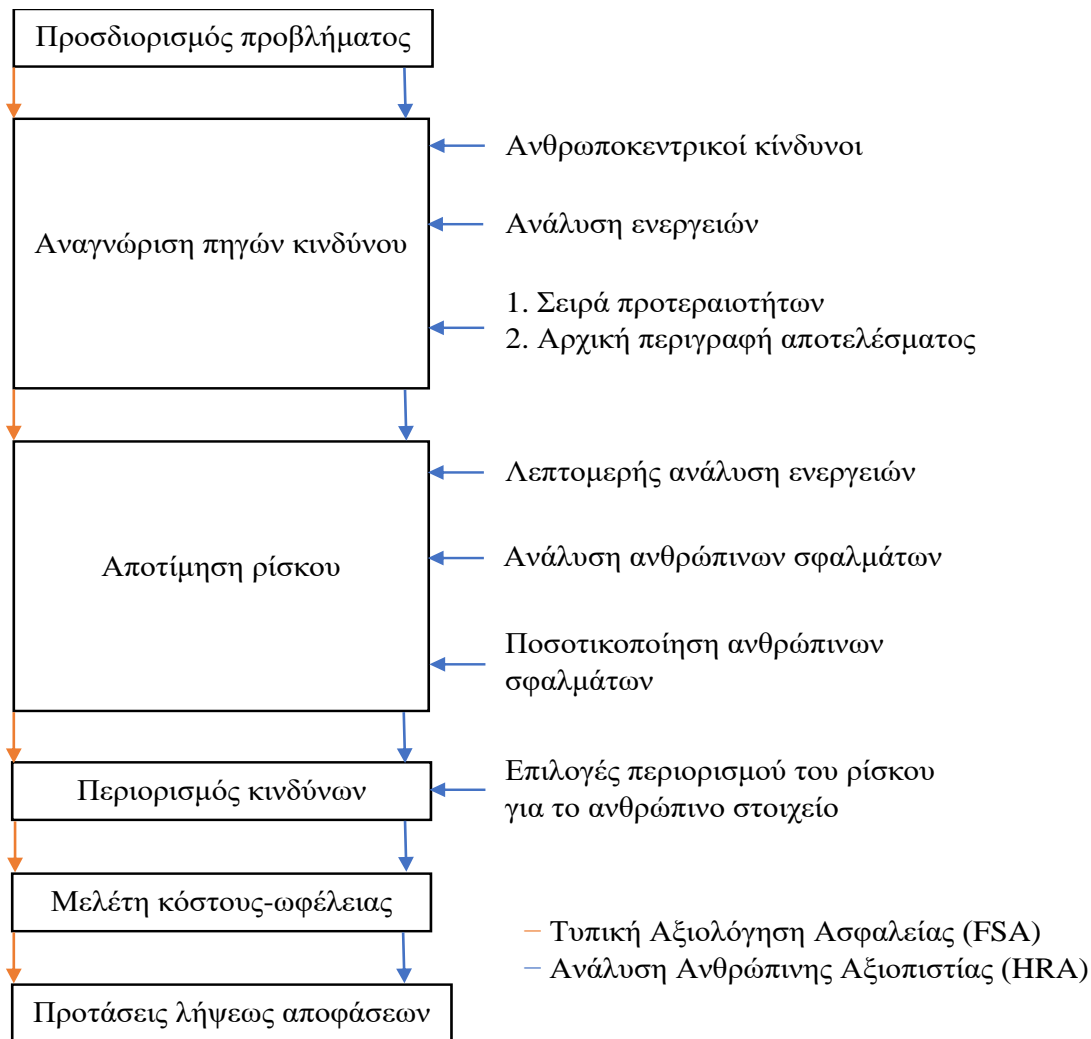 Προσδιορισμός προβλήματος
Ανθρωποκεντρικοί κίνδυνοι
Ανάλυση ενεργειών
Αναγνώριση πηγών κινδύνου
1. Σειρά προτεραιοτήτων
2. Αρχική περιγραφή αποτελέσματος
Λεπτομερής ανάλυση ενεργειών
Ανάλυση ανθρώπινων σφαλμάτων
Αποτίμηση ρίσκου
Ποσοτικοποίηση ανθρώπινων
σφαλμάτων
Περιορισμός κινδύνων
Επιλογές περιορισμού του ρίσκου
για το ανθρώπινο στοιχείο
Μελέτη κόστους-ωφέλειας
Προτάσεις λήψεως αποφάσεων
Τυπική Αξιολόγηση Ασφαλείας (FSA)
Ανάλυση Ανθρώπινης Αξιοπιστίας (HRA)